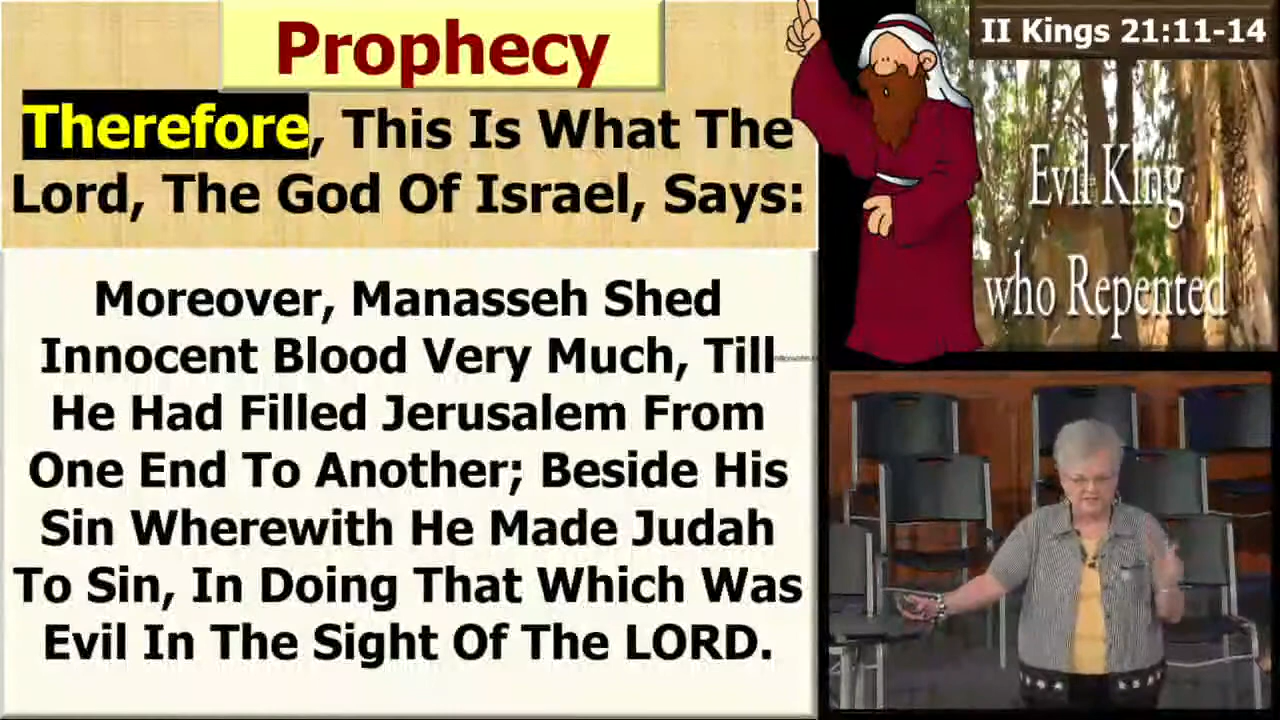 Prophecy
Therefore, This Is What The
Lord, The God Of Israel, Says:
Moreover, Manasseh Shed
Innocent Blood Very Much, Till
He Had Filled Jerusalem From
One End To Another; Beside His
Sin Wherewith He Made Judah
To Sin, In Doing That Which Was
Evil In The Sight Of The LORD.
II Kings 21:11-14
Evil King
who Repented